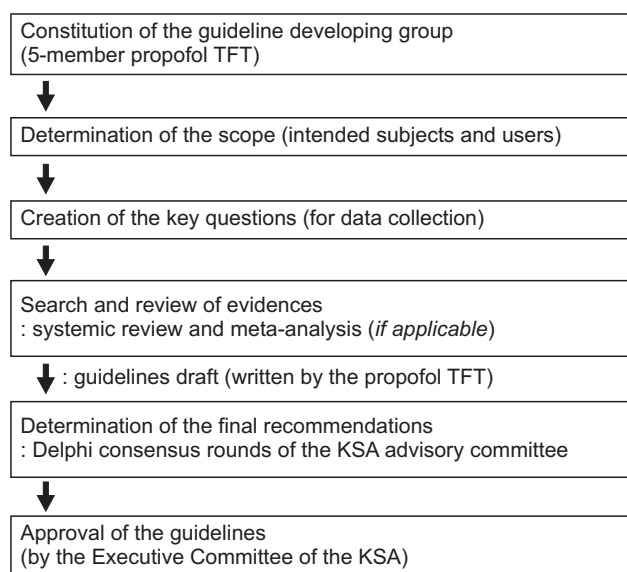 Constitution of the guideline developing group
(5-member propofol TFT)
Determination of the scope (intended subjects and users)
Creation of the key questions (for data collection)
Search and review of evidences
: systemic review and meta-analysis (if applicable)
: guidelines draft (written by the propofol TFT)
Determination of the final recommendations
: Delphi consensus rounds of the KSA advisory committee
Approval of the guidelines
(by the Executive Committee of the KSA)